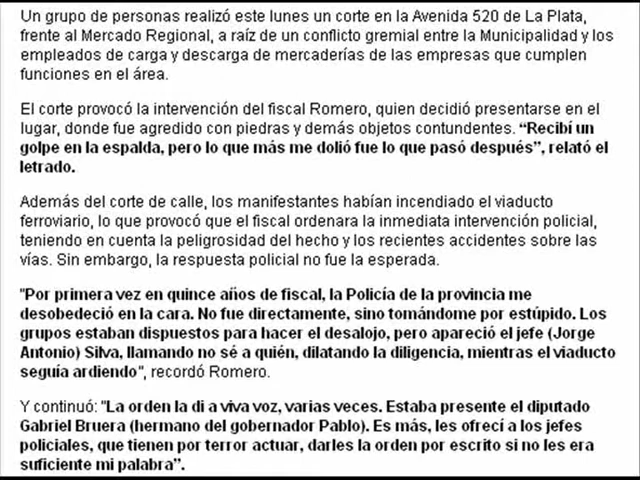 Un grupo de personas realizó este lunes un corte en la Avenida 520 de La Plata,
frente al Mercado Regional, a raíz de un conflicto gremial entre la Municipalidad y los
empleados de carga y descarga de mercaderías de las empresas que cumplen
funciones en el área.
El corte provocó la intervención del fiscal Romero, quien decidió presentarse en el
lugar, donde fue agredido con piedras y demás objetos contundentes. “Recibí un
golpe en la espalda, pero lo que más me dolió fue lo que pasó después”, relató el
letrado.
Además del corte de calle, los manifestantes habían incendiado el viaducto
ferroviario, lo que provocó que el fiscal ordenara la inmediata intervención policial,
teniendo en cuenta la peligrosidad del hecho y los recientes accidentes sobre las
vías. Sin embargo, la respuesta policial no fue la esperada.
"Por primera vez en quince años de fiscal, la Policía de la provincia me
desobedeció en la cara. No fue directamente, sino tomándome por estúpido. Los
grupos estaban dispuestos para hacer el desalojo, pero apareció el jefe (Jorge
Antonio) Silva, llamando no sé a quién, dilatando la diligencia, mientras el viaducto
seguía ardiendo", recordó Romero.
Y continuó: "La orden la di a viva voz, varias veces. Estaba presente el diputado
Gabriel Bruera (hermano del gobernador Pablo). Es más, les ofrecí a los jefes
policiales, que tienen por terror actuar, darles la orden por escrito si no les era
suficiente mi palabra”.